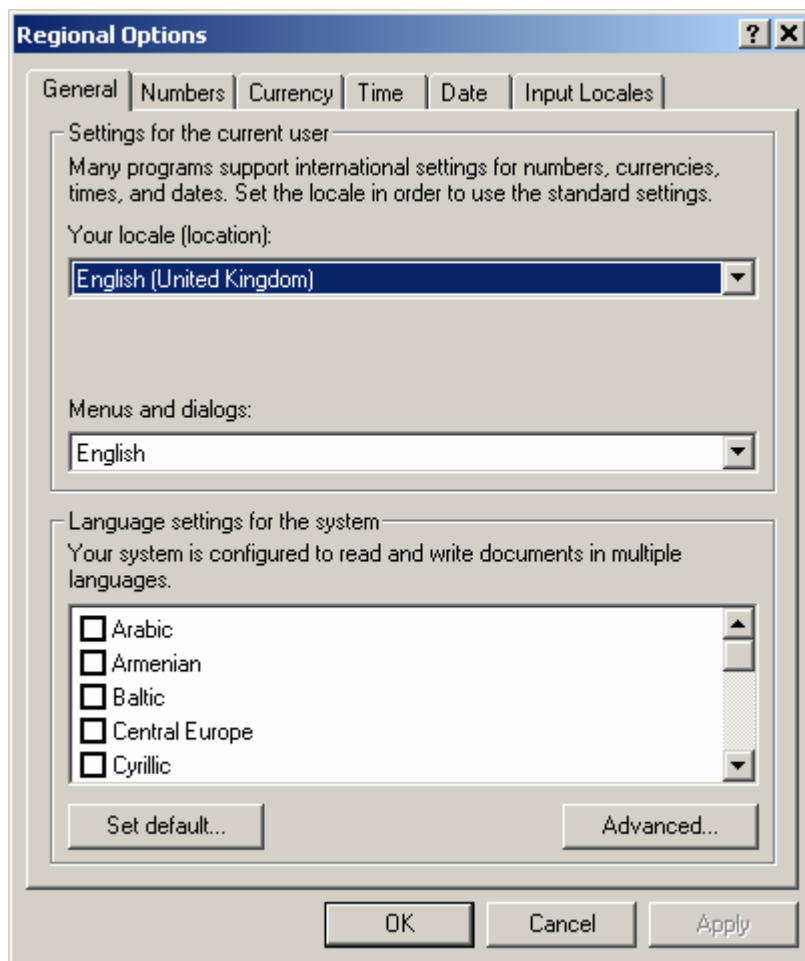 Regional Options
General Numbers Currency Time Date Input Locales
Settings for the current user
Many programs support international settings for numbers, currencies,
times, and dates. Set the locale in order to use the standard settings.
Your locale (location):
English (United Kingdom)
Menus and dialogs:
English
Language settings for the system
Your system is configured to read and write documents in multiple
languages.
Arabic
Armenian
Baltic
Central Europe
Cyrillic
Set default... Advanced...
OK Cancel Apply